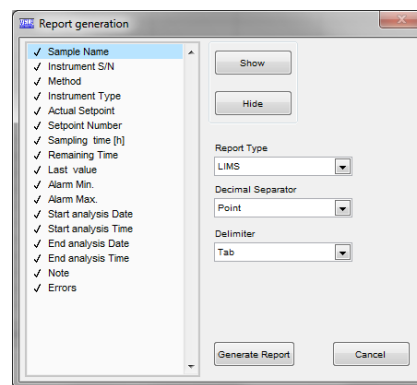 Report generation
Sample Name
Instrument S/N
Method
Instrument Type
Actual Setpoint
Setpoint Number
Sampling time [h]
Remaining Time
Last value
Alarm Min.
Alarm Max.
Start analysis Date
Start analysis Time
End analysis Date
End analysis Time
Note
Errors
Show
Hide
Report Type
LIMS
Decimal Separator
Point
Delimiter
Tab
Generate Report
Cancel